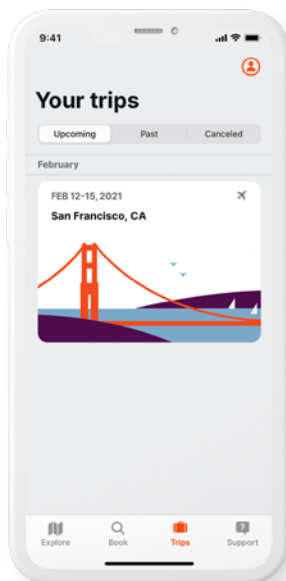 9:41
Your trips
Upcoming Past Canceled
February
FEB 12-15, 2021
San Francisco, CA
Explore Book Trips Support